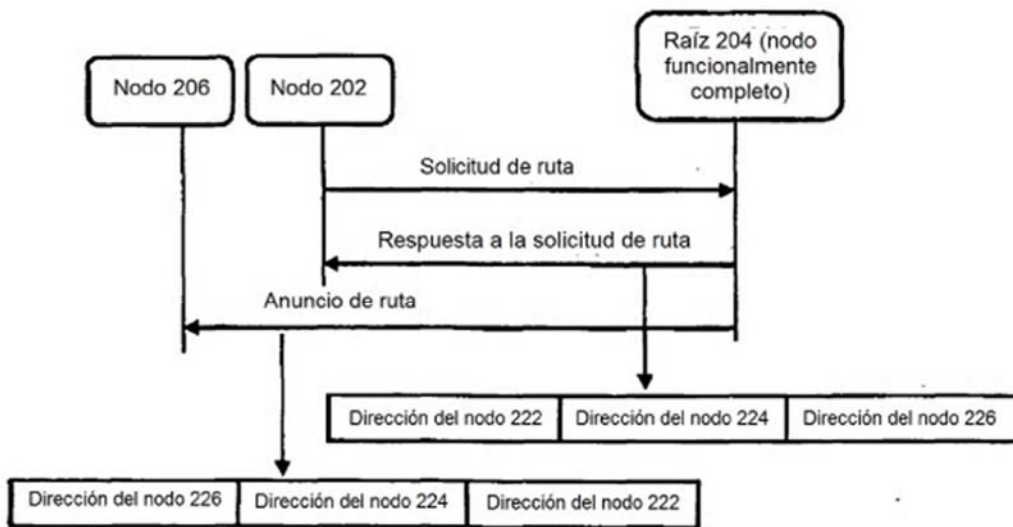 Nodo 206
Nodo 202
Raíz 204 (nodo
funcionalmente
completo)
Solicitud de ruta
Respuesta a la solicitud de ruta
Anuncio de ruta
Dirección del nodo 222
Dirección del nodo 224
Dirección del nodo 226
Dirección del nodo 226
Dirección del nodo 224
Dirección del nodo 222